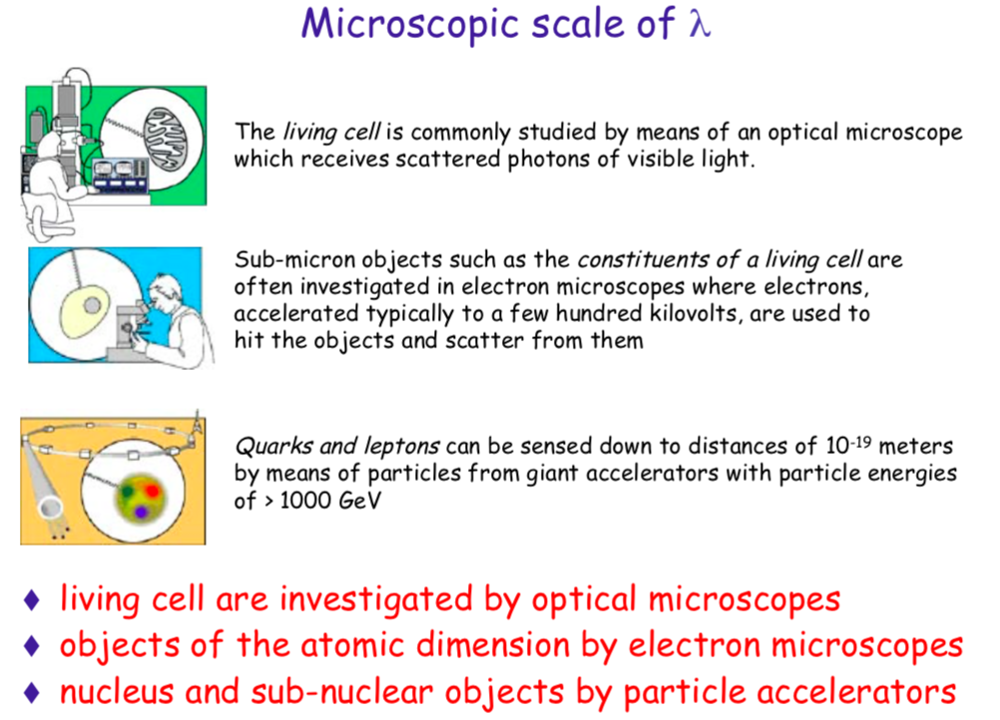 Microscopic scale of λ
The living cell is commonly studied by means of an optical microscope
which receives scattered photons of visible light.
Sub-micron objects such as the constituents of a living cell are
often investigated in electron microscopes where electrons,
accelerated typically to a few hundred kilovolts, are used to
hit the objects and scatter from them
Quarks and leptons can be sensed down to distances of 10⁻¹⁹ meters
by means of particles from giant accelerators with particle energies
of > 1000 GeV
♦ living cell are investigated by optical microscopes
♦ objects of the atomic dimension by electron microscopes
♦ nucleus and sub-nuclear objects by particle accelerators